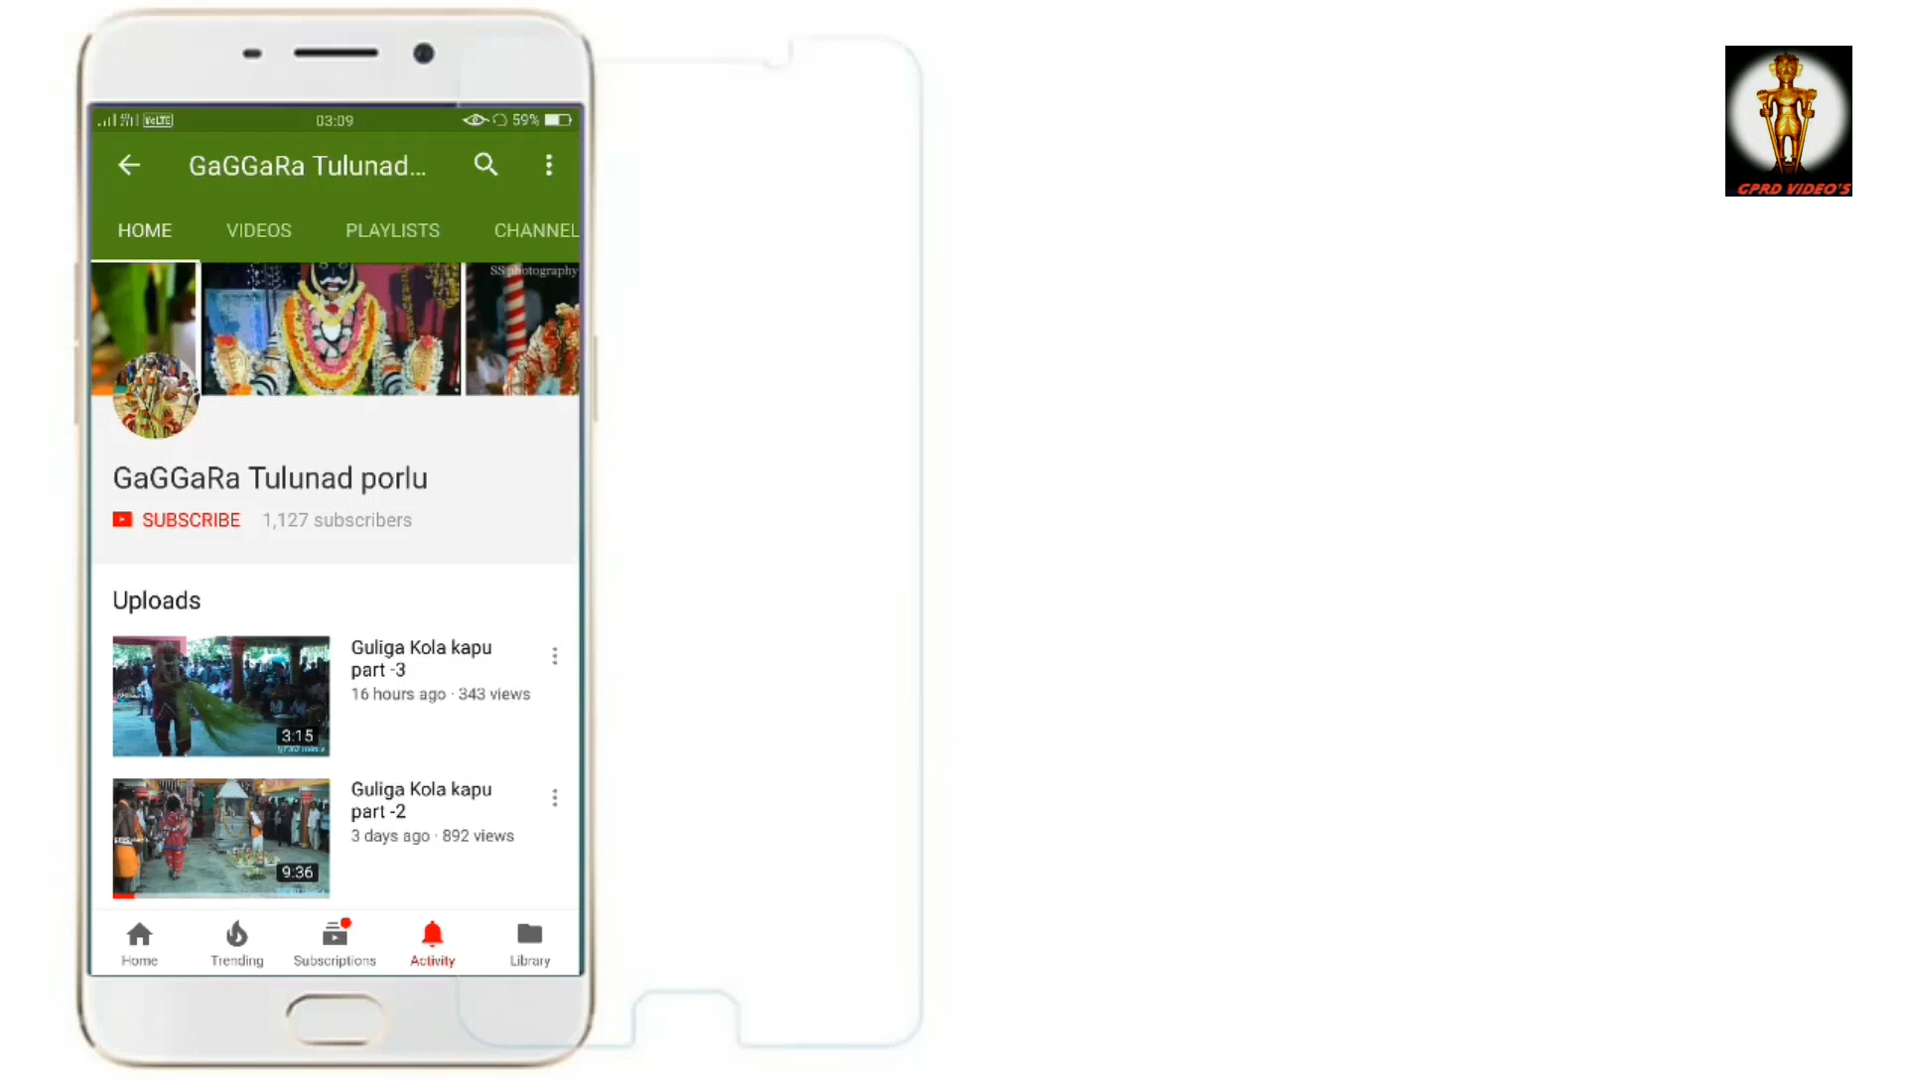 VoLTE
03:09
59%
GaGGaRa Tulunad...
HOME VIDEOS PLAYLISTS CHANNEL
SS photography
GaGGaRa Tulunad porlu
SUBSCRIBE 1,127 subscribers
Uploads
Guliga Kola kapu
part -3
16 hours ago · 343 views
3:15
Guliga Kola kapu
part -2
3 days ago · 892 views
9:36
Home Trending Subscriptions Activity Library
GPRD VIDEO'S